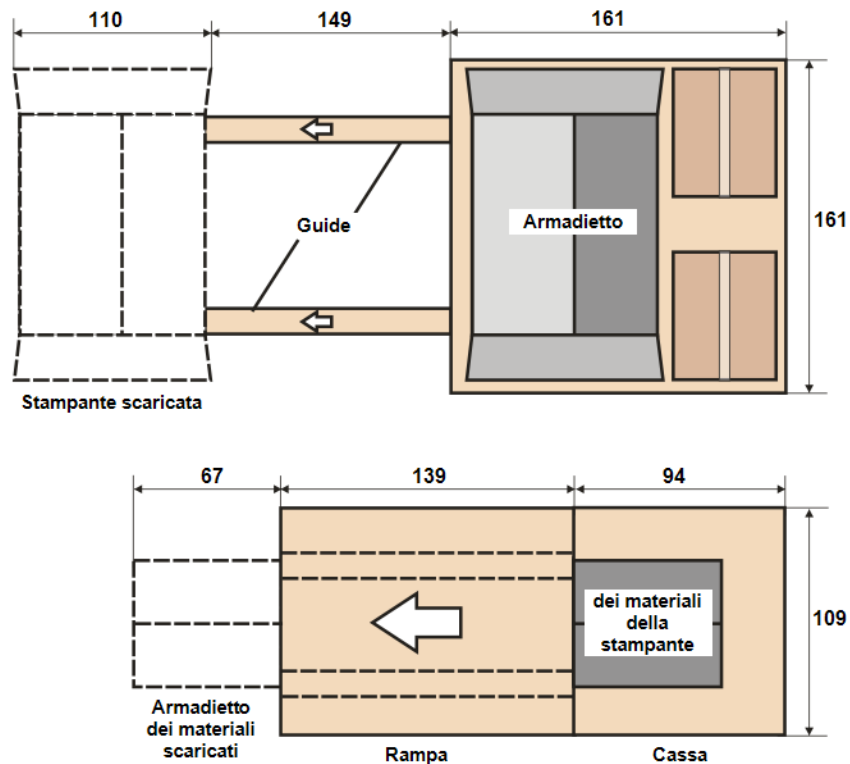 110
149
161
Guide
Armadietto
161
Stampante scaricata
67
139
94
dei materiali
della
stampante
109
Armadietto
dei materiali
scaricati
Rampa
Cassa